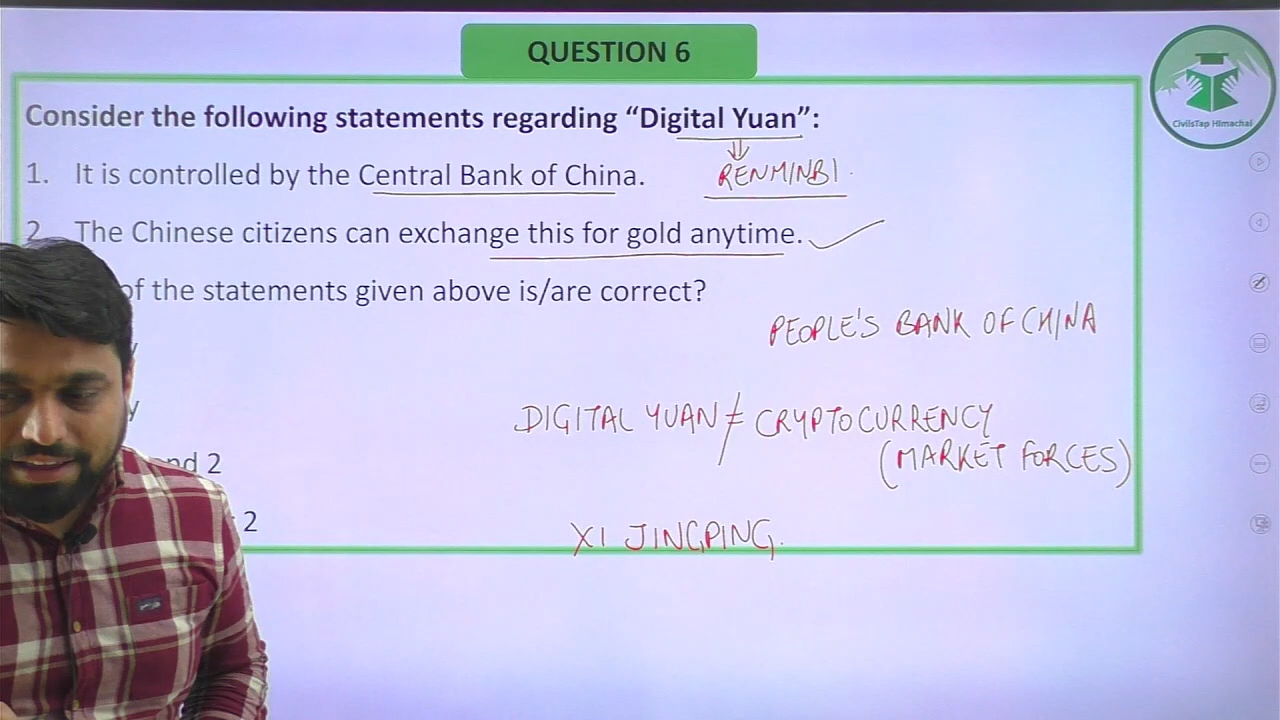 QUESTION 6
CivilsTap Himachal
Consider the following statements regarding “Digital Yuan”:
1. It is controlled by the Central Bank of China.
RENMINBI.
2. The Chinese citizens can exchange this for gold anytime.
of the statements given above is/are correct?
PEOPLE'S BANK OF CHINA
y
DIGITAL YUAN ≠ CRYPTOCURRENCY
(MARKET FORCES)
nd 2
2
XI JINGPING.